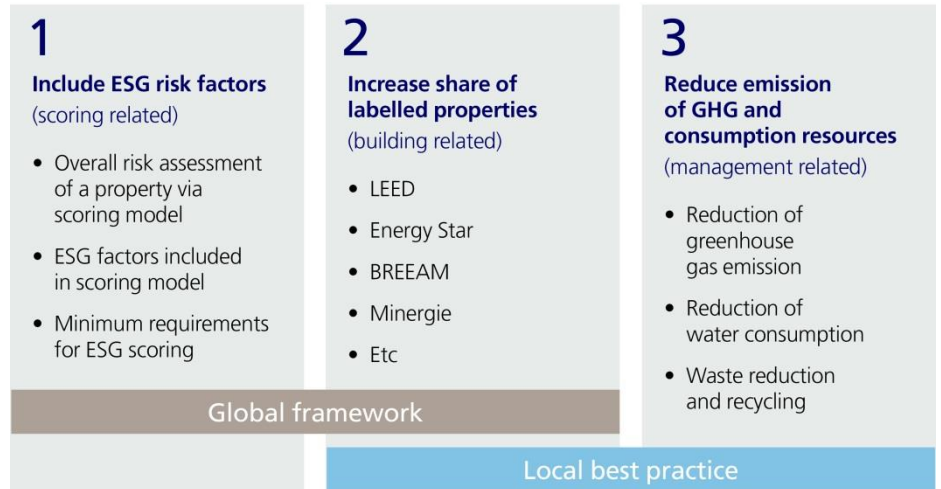 1
Include ESG risk factors
(scoring related)
• Overall risk assessment
of a property via
scoring model
• ESG factors included
in scoring model
• Minimum requirements
for ESG scoring
2
Increase share of
labelled properties
(building related)
• LEED
• Energy Star
• BREEAM
• Minergie
• Etc
3
Reduce emission
of GHG and
consumption resources
(management related)
• Reduction of
greenhouse
gas emission
• Reduction of
water consumption
• Waste reduction
and recycling
Global framework
Local best practice